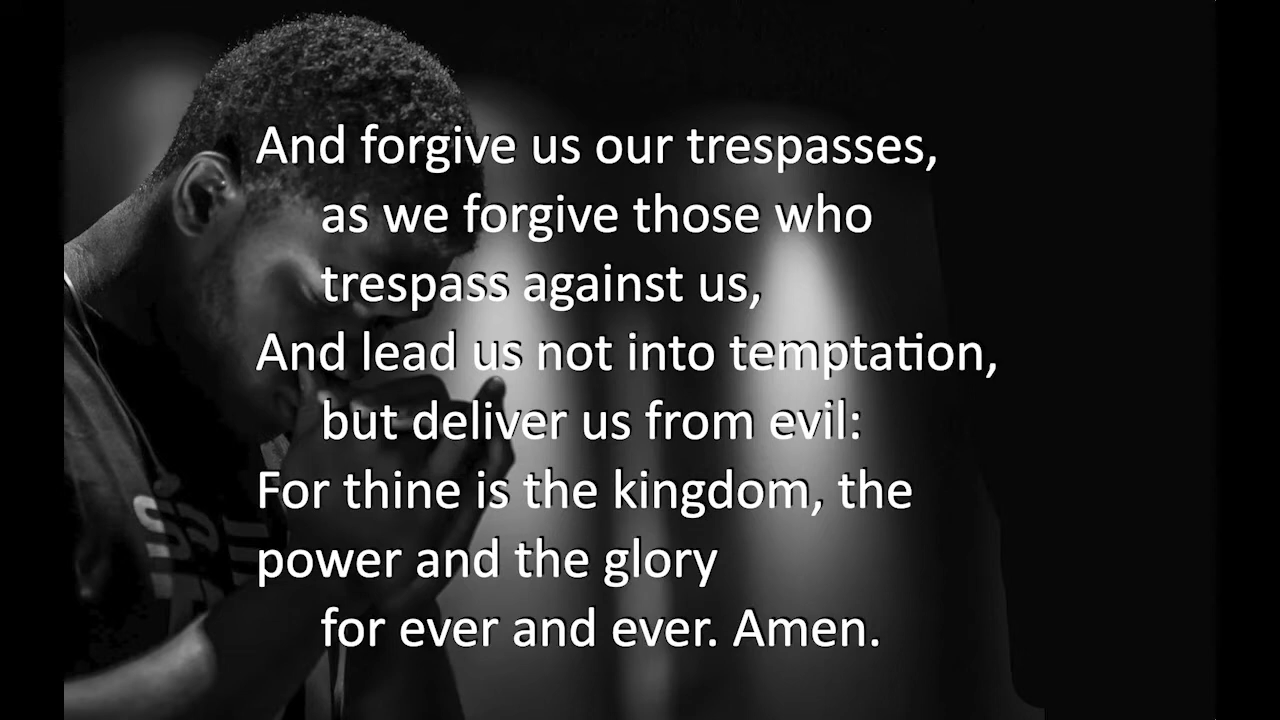 And forgive us our trespasses,
as we forgive those who
trespass against us,
And lead us not into temptation,
but deliver us from evil:
For thine is the kingdom, the
power and the glory
for ever and ever. Amen.